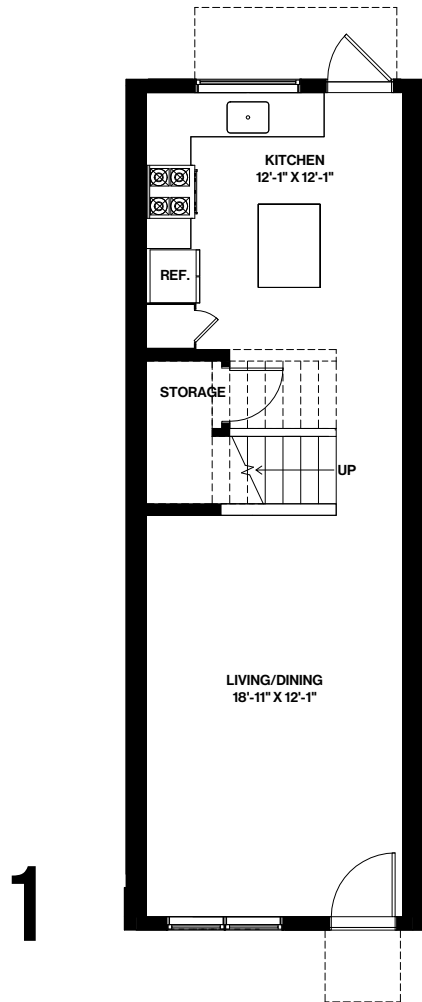 KITCHEN
12'-1" X 12'-1"
REF.
STORAGE
UP
LIVING/DINING
18'-11" X 12'-1"
1